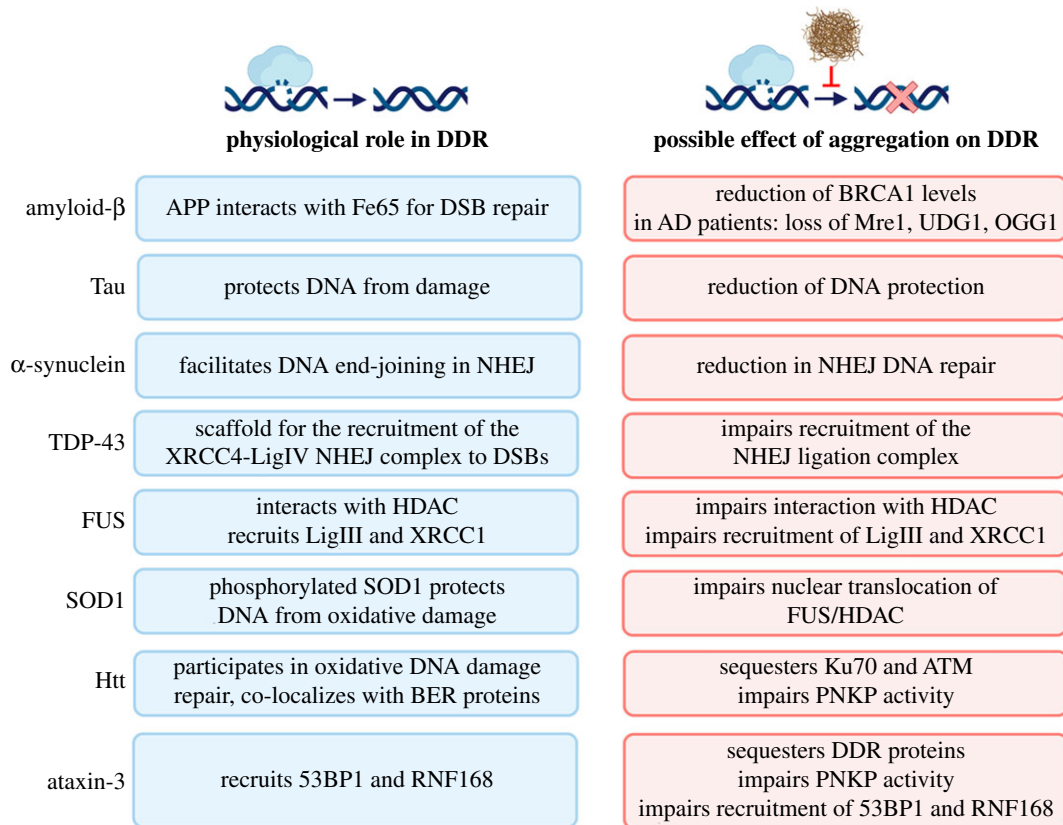 physiological role in DDR
possible effect of aggregation on DDR
amyloid-β
APP interacts with Fe65 for DSB repair
reduction of BRCA1 levels
in AD patients: loss of Mre1, UDG1, OGG1
Tau
protects DNA from damage
reduction of DNA protection
α-synuclein
facilitates DNA end-joining in NHEJ
reduction in NHEJ DNA repair
TDP-43
scaffold for the recruitment of the
XRCC4-LigIV NHEJ complex to DSBs
impairs recruitment of the
NHEJ ligation complex
FUS
interacts with HDAC
recruits LigIII and XRCC1
impairs interaction with HDAC
impairs recruitment of LigIII and XRCC1
SOD1
phosphorylated SOD1 protects
DNA from oxidative damage
impairs nuclear translocation of
FUS/HDAC
Htt
participates in oxidative DNA damage
repair, co-localizes with BER proteins
sequesters Ku70 and ATM
impairs PNKP activity
ataxin-3
recruits 53BP1 and RNF168
sequesters DDR proteins
impairs PNKP activity
impairs recruitment of 53BP1 and RNF168